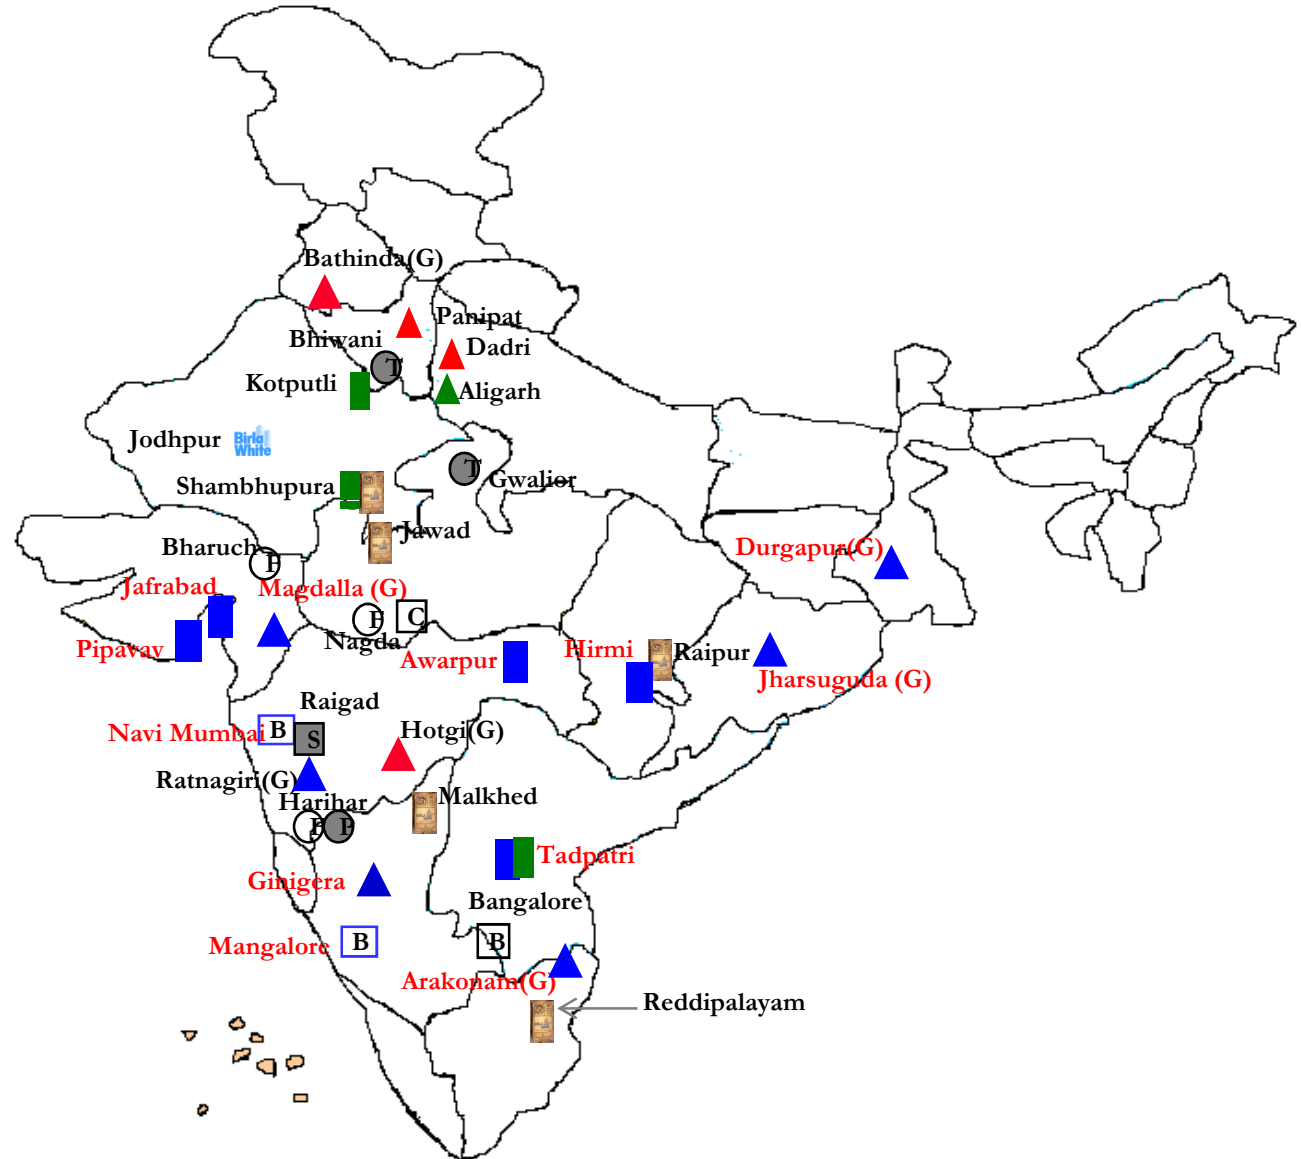 Bathinda(G)
Panipat
Bhiwani
Dadri
T
Kotputli
Aligarh
Jodhpur
Birla
White
T
Shambhupura
Gwalior
Jawad
Durgapur(G)
Bharuch
F
Jafrabad
Magdalla (G)
C
F
Nagda
Pipavav
Awarpur
Hirmi
Raipur
Jharsuguda (G)
Raigad
Navi Mumbai
B
S
Hotgi(G)
Ratnagiri(G)
Harihar
Malkhed
F
P
Tadpatri
Ginigera
Bangalore
Mangalore
B
B
Arakonam(G)
Reddipalayam